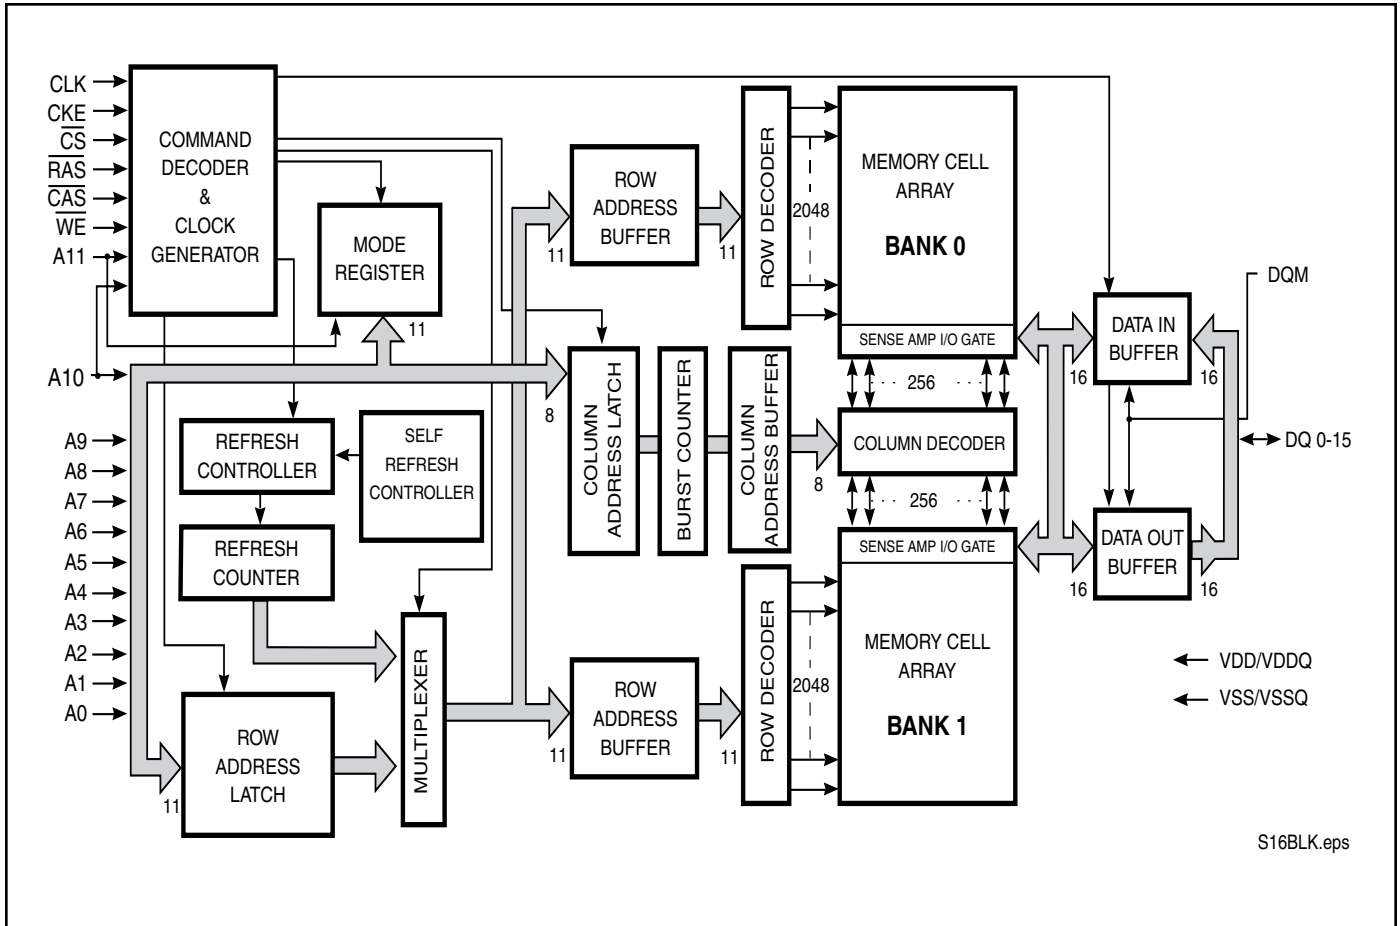 CLK
CKE
CS
RAS
CAS
WE
A11
A10
A9
A8
A7
A6
A5
A4
A3
A2
A1
A0
COMMAND
DECODER
&
CLOCK
GENERATOR
MODE
REGISTER
11
REFRESH
CONTROLLER
SELF
REFRESH
CONTROLLER
REFRESH
COUNTER
ROW
ADDRESS
LATCH
11
MULTIPLEXER
ROW
ADDRESS
BUFFER
11
11
ROW DECODER
2048
MEMORY CELL
ARRAY
BANK 0
SENSE AMP I/O GATE
256
8
COLUMN
ADDRESS LATCH
BURST COUNTER
COLUMN
ADDRESS BUFFER
8
COLUMN DECODER
256
SENSE AMP I/O GATE
MEMORY CELL
ARRAY
BANK 1
ROW
ADDRESS
BUFFER
11
11
ROW DECODER
2048
DQM
DATA IN
BUFFER
16
16
DQ 0-15
DATA OUT
BUFFER
16
16
VDD/VDDQ
VSS/VSSQ
S16BLK.eps